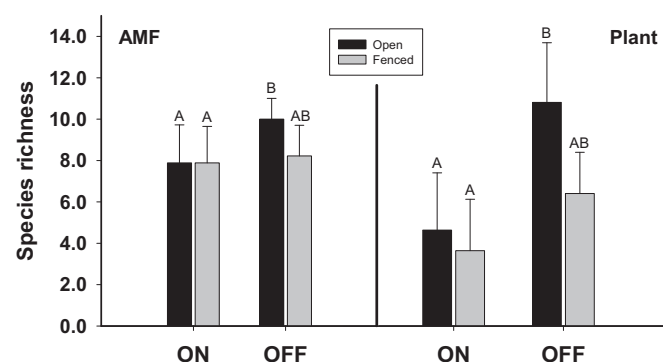 AMF
Open
Fenced
Plant
Species richness
14.0
12.0
10.0
8.0
6.0
4.0
2.0
0.0
A A B AB
A A B AB
ON OFF ON OFF